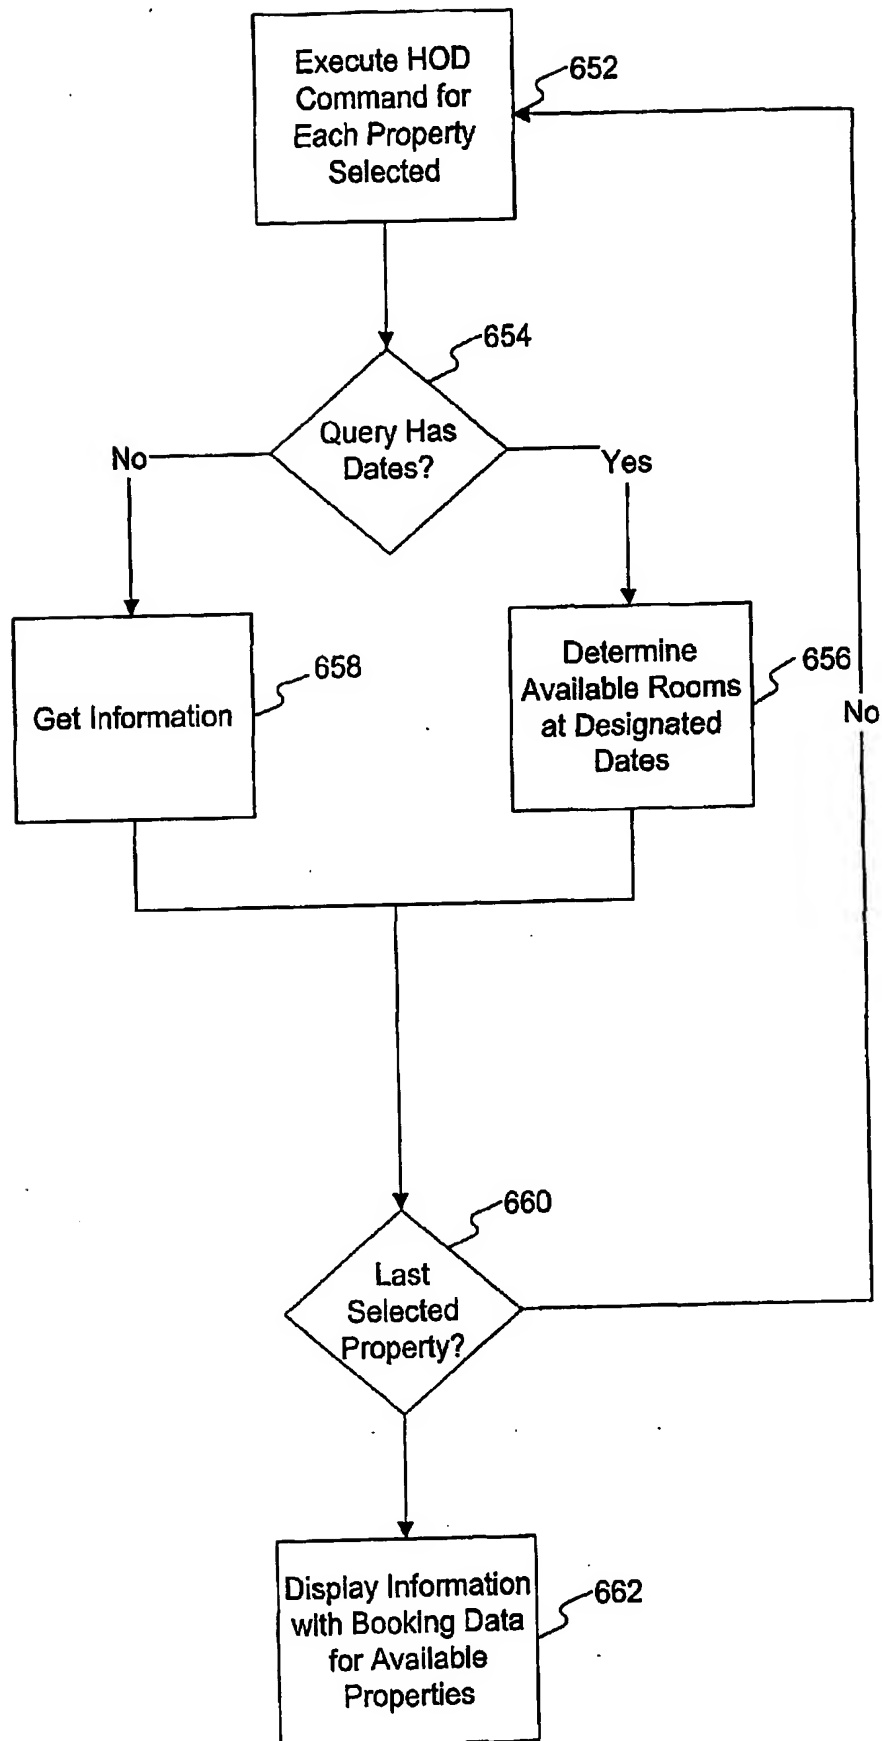 Execute HOD
Command for
Each Property
Selected
652
654
Query Has
Dates?
No
Yes
658
Get Information
Determine
Available Rooms
at Designated
Dates
656
No
660
Last
Selected
Property?
Display Information
with Booking Data
for Available
Properties
662